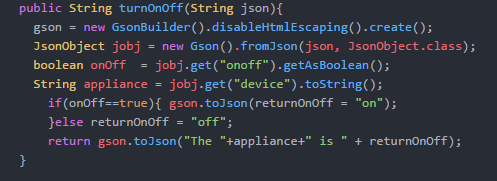 public String turnOnOff(String json){
gson = new GsonBuilder().disableHtmlEscaping().create();
JsonObject jobj = new Gson().fromJson(json, JsonObject.class);
boolean onOff  = jobj.get("onoff").getAsBoolean();
String appliance = jobj.get("device").toString();
if(onOff==true){ gson.toJson(returnOnOff = "on");
}else returnOnOff = "off";
return gson.toJson("The "+appliance+" is " + returnOnOff);
}